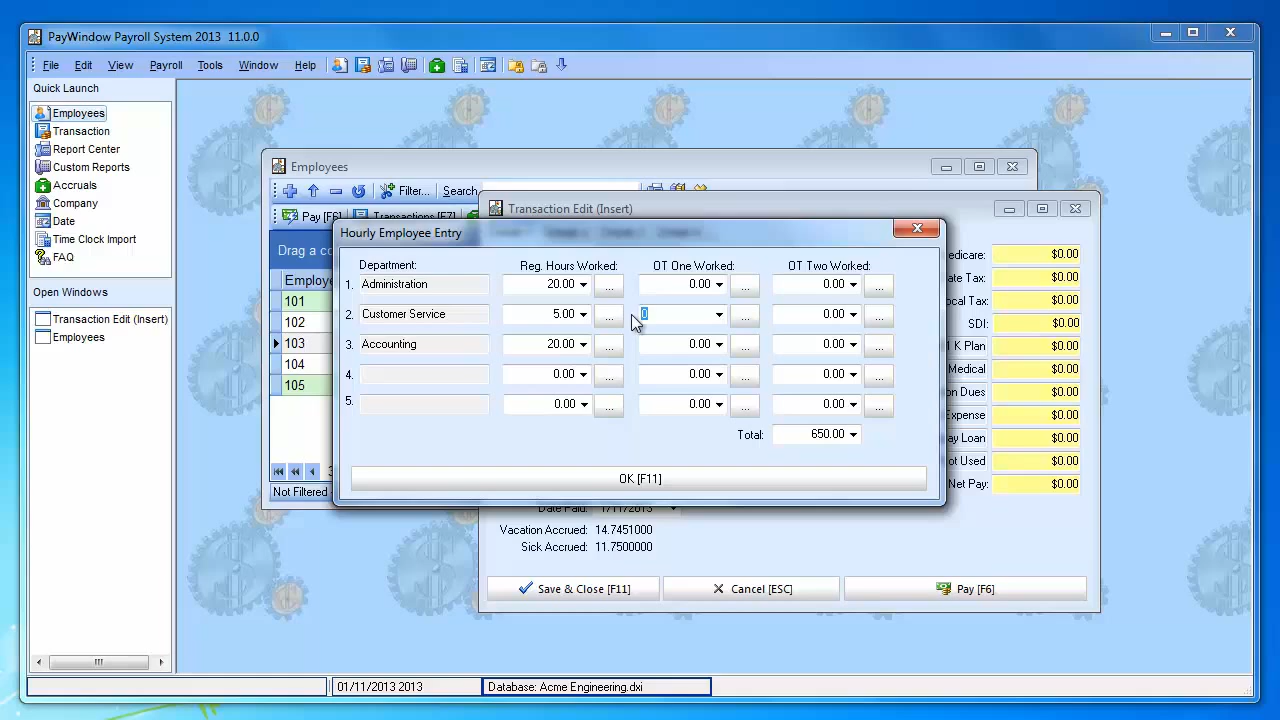 PayWindow Payroll System 2013 11.0.0
File Edit View Payroll Tools Window Help
Quick Launch
Employees
Transaction
Report Center
Custom Reports
Accruals
Company
Date
Time Clock Import
FAQ
Open Windows
Transaction Edit (Insert)
Employees
Employees
Filter... Search
Pay [F6] Transactions [F7]
Drag a co
Employe
101
102
103
104
105
Not Filtered
Transaction Edit (Insert)
Hourly Employee Entry
Department: Reg. Hours Worked: OT One Worked: OT Two Worked:
1. Administration 20.00 ... 0.00 ... 0.00 ...
2. Customer Service 5.00 ... 0 ... 0.00 ...
3. Accounting 20.00 ... 0.00 ... 0.00 ...
4. 0.00 ... 0.00 ... 0.00 ...
5. 0.00 ... 0.00 ... 0.00 ...
Total: 650.00
OK [F11]
edicare: $0.00
ate Tax: $0.00
ocal Tax: $0.00
SDI: $0.00
1 K Plan $0.00
Medical $0.00
on Dues $0.00
Expense $0.00
ay Loan $0.00
ot Used $0.00
Net Pay: $0.00
Date Paid: 1/11/2013
Vacation Accrued: 14.7451000
Sick Accrued: 11.7500000
Save & Close [F11] Cancel [ESC] Pay [F6]
01/11/2013 2013 Database: Acme Engineering.dxi